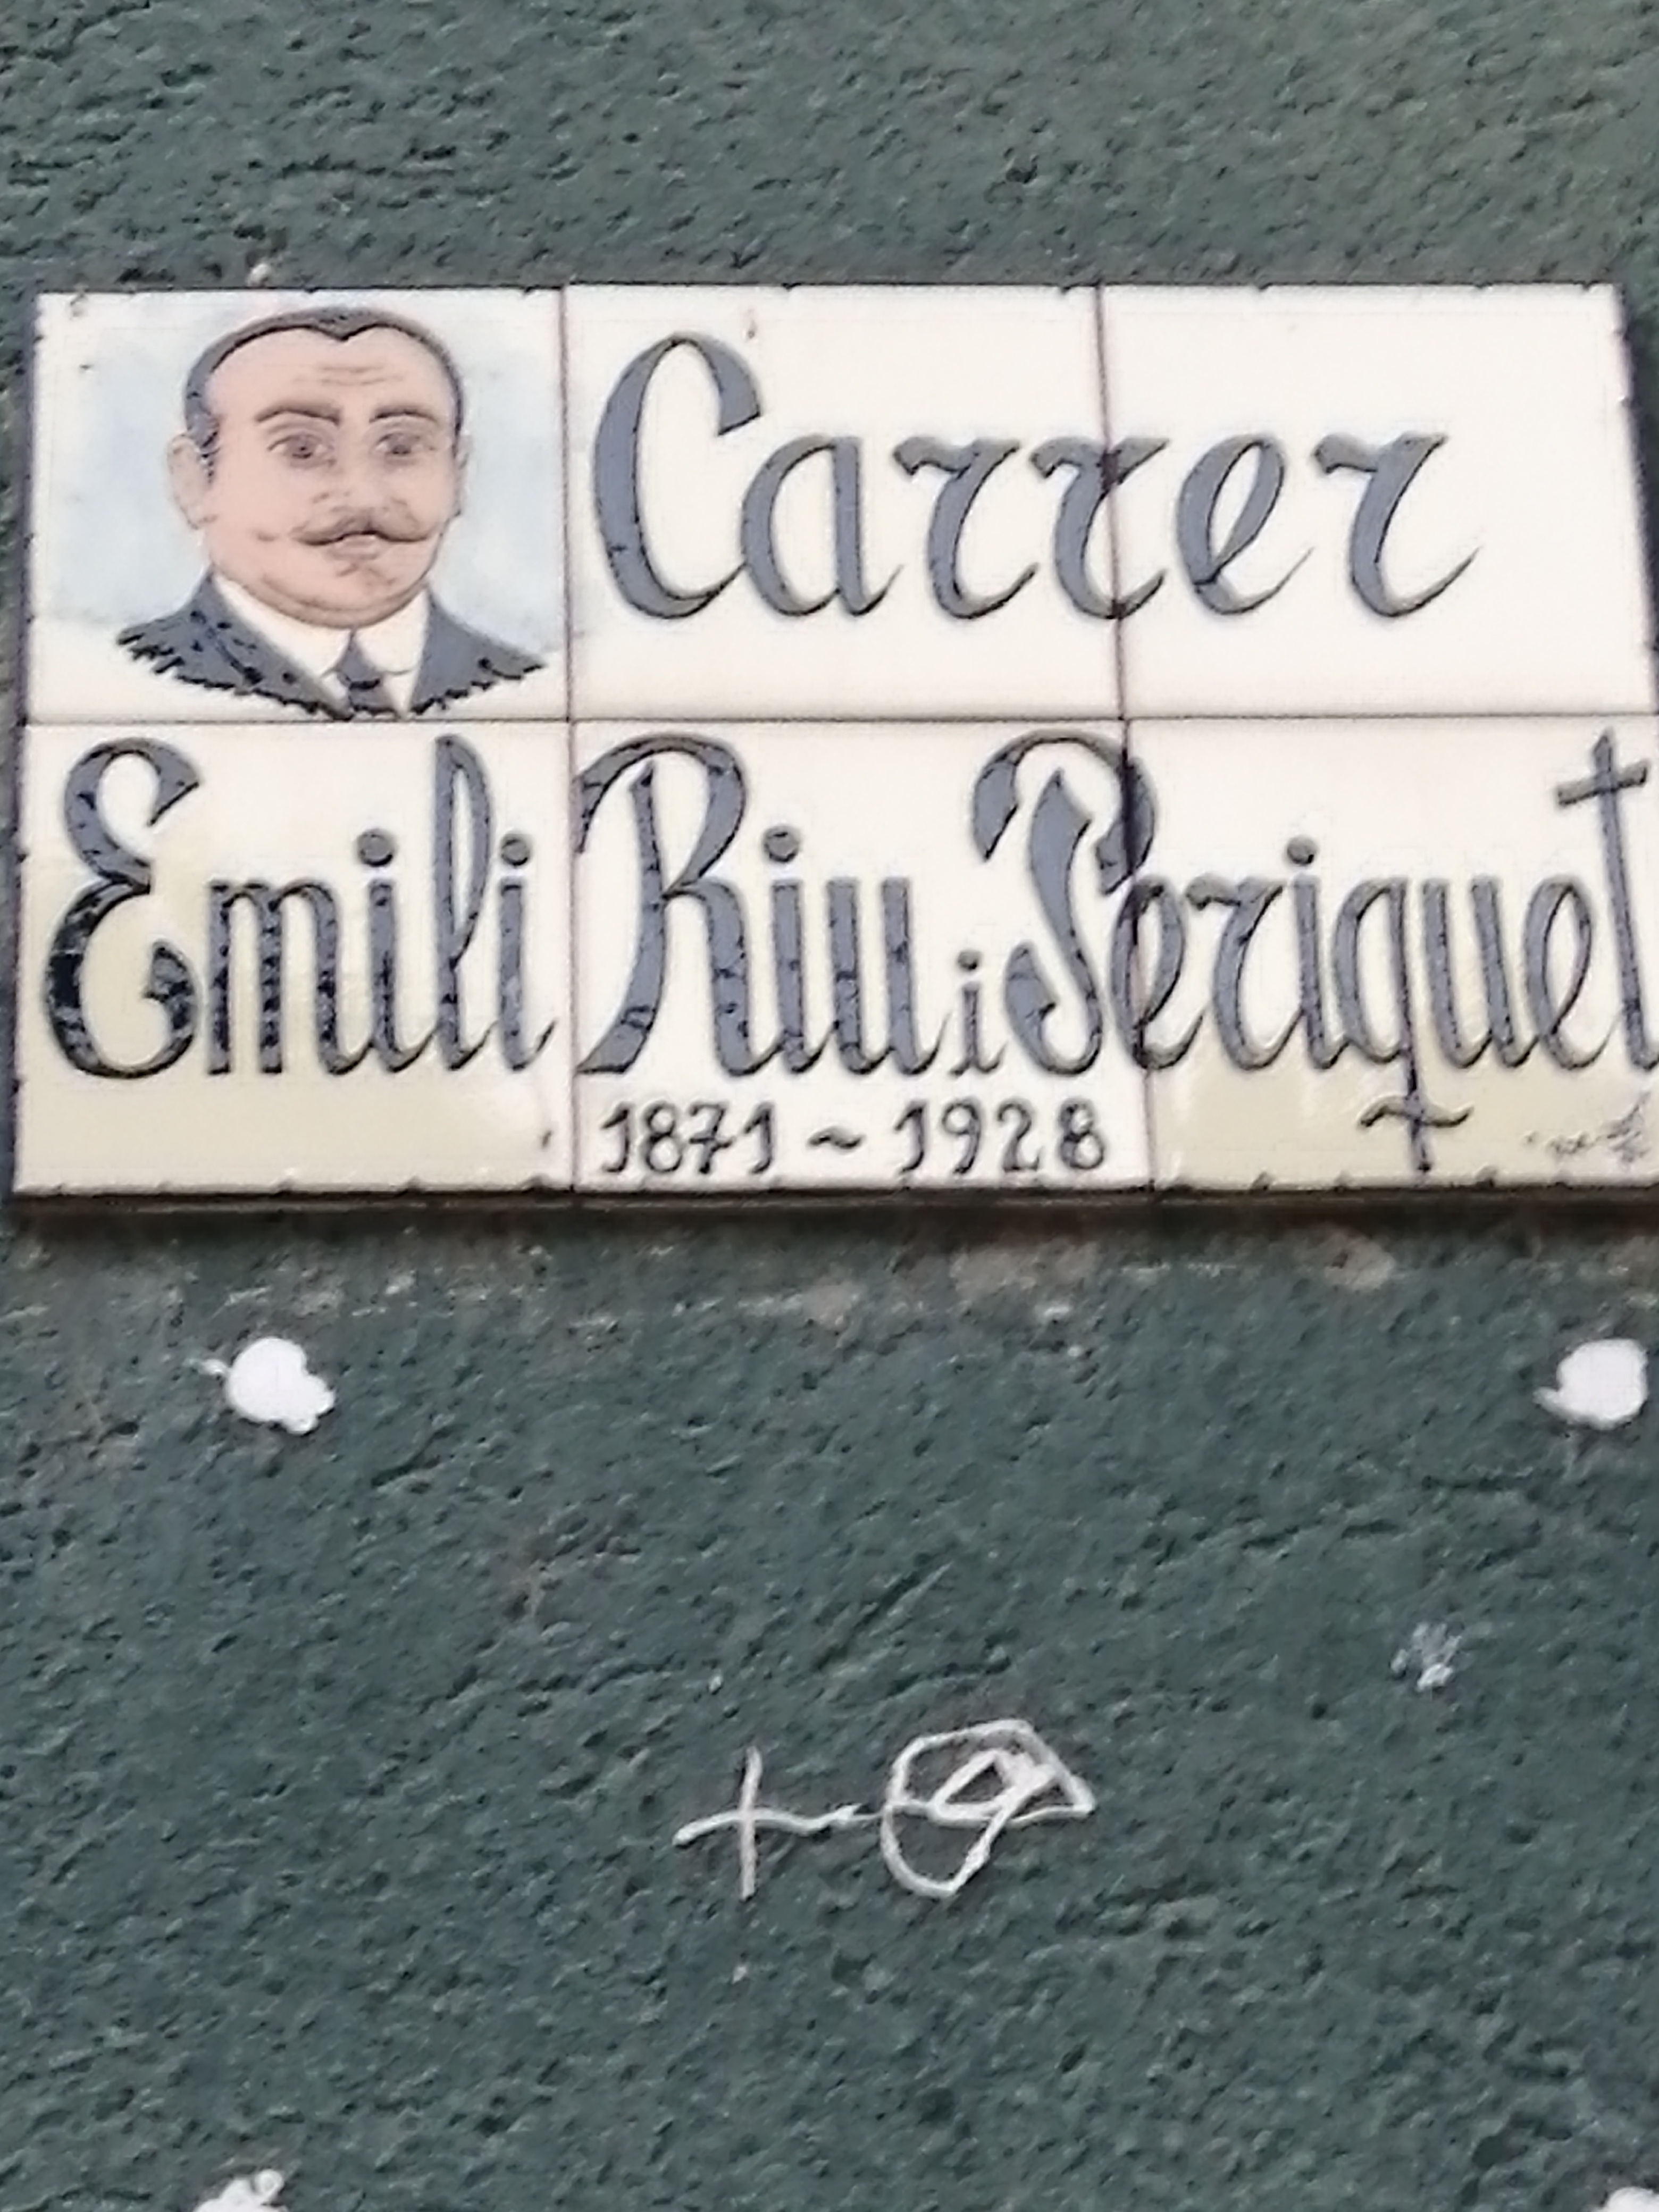 Carrer
Emili Riu i Periquet
1871 ~ 1928